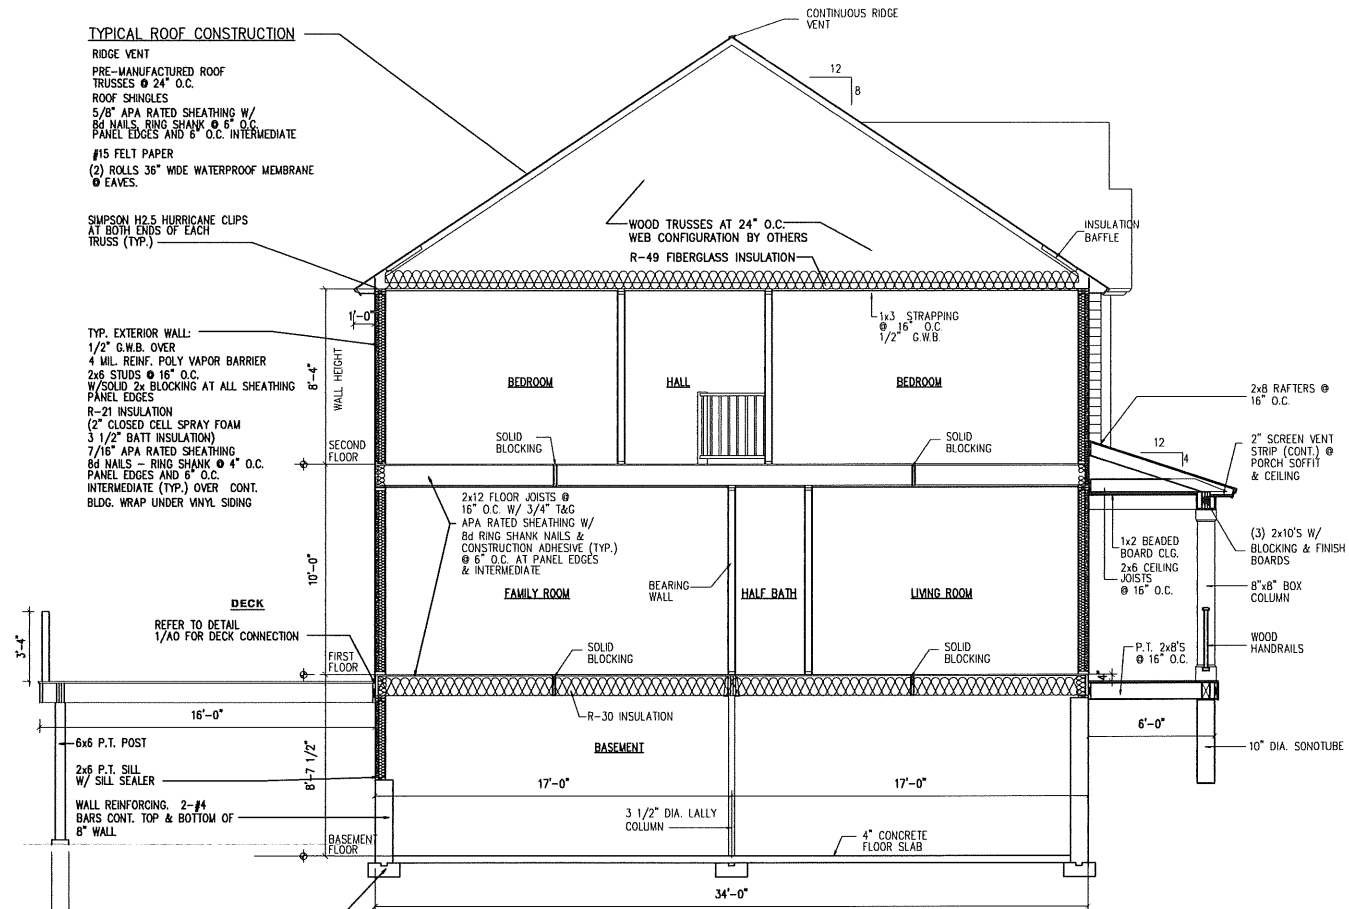 CONTINUOUS RIDGE
VENT
TYPICAL ROOF CONSTRUCTION
RIDGE VENT
PRE-MANUFACTURED ROOF
TRUSSES @ 24" O.C.
ROOF SHINGLES
5/8" APA RATED SHEATHING W/
8d NAILS, RING SHANK @ 6" O.C.
PANEL EDGES AND 6" O.C. INTERMEDIATE
#15 FELT PAPER
(2) ROLLS 36" WIDE WATERPROOF MEMBRANE
@ EAVES.
12
8
SIMPSON H2.5 HURRICANE CLIPS
AT BOTH ENDS OF EACH
TRUSS (TYP.)
WOOD TRUSSES AT 24" O.C.
WEB CONFIGURATION BY OTHERS
R-49 FIBERGLASS INSULATION
INSULATION
BAFFLE
1'-0"
1x3 STRAPPING
@ 16" O.C.
1/2" G.W.B.
TYP. EXTERIOR WALL:
1/2" G.W.B. OVER
4 MIL. REINF. POLY VAPOR BARRIER
2x6 STUDS @ 16" O.C.
W/SOLID 2x BLOCKING AT ALL SHEATHING
PANEL EDGES
R-21 INSULATION
(2" CLOSED CELL SPRAY FOAM
3 1/2" BATT INSULATION)
7/16" APA RATED SHEATHING
8d NAILS - RING SHANK @ 4" O.C.
PANEL EDGES AND 6" O.C.
INTERMEDIATE (TYP.) OVER CONT.
BLDG. WRAP UNDER VINYL SIDING
8'-4"
WALL HEIGHT
BEDROOM
HALL
BEDROOM
2x8 RAFTERS @
16" O.C.
SECOND
FLOOR
SOLID
BLOCKING
SOLID
BLOCKING
12
4
2" SCREEN VENT
STRIP (CONT.) @
PORCH SOFFIT
& CEILING
2x12 FLOOR JOISTS @
16" O.C. W/ 3/4" T&G
APA RATED SHEATHING W/
8d RING SHANK NAILS &
CONSTRUCTION ADHESIVE (TYP.)
@ 6" O.C. AT PANEL EDGES
& INTERMEDIATE
1x2 BEADED
BOARD CLG.
2x6 CEILING
JOISTS
@ 16" O.C.
(3) 2x10'S W/
BLOCKING & FINISH
BOARDS
8"x8" BOX
COLUMN
10'-0"
BEARING
WALL
FAMILY ROOM
HALF BATH
LIVING ROOM
DECK
REFER TO DETAIL
1/A0 FOR DECK CONNECTION
3'-4"
FIRST
FLOOR
SOLID
BLOCKING
SOLID
BLOCKING
P.T. 2x8'S
@ 16" O.C.
WOOD
HANDRAILS
4"
16'-0"
R-30 INSULATION
6'-0"
6x6 P.T. POST
BASEMENT
10" DIA. SONOTUBE
2x6 P.T. SILL
W/ SILL SEALER
8'-7 1/2"
17'-0"
17'-0"
WALL REINFORCING. 2-#4
BARS CONT. TOP & BOTTOM OF
8" WALL
3 1/2" DIA. LALLY
COLUMN
BASEMENT
FLOOR
4" CONCRETE
FLOOR SLAB
34'-0"